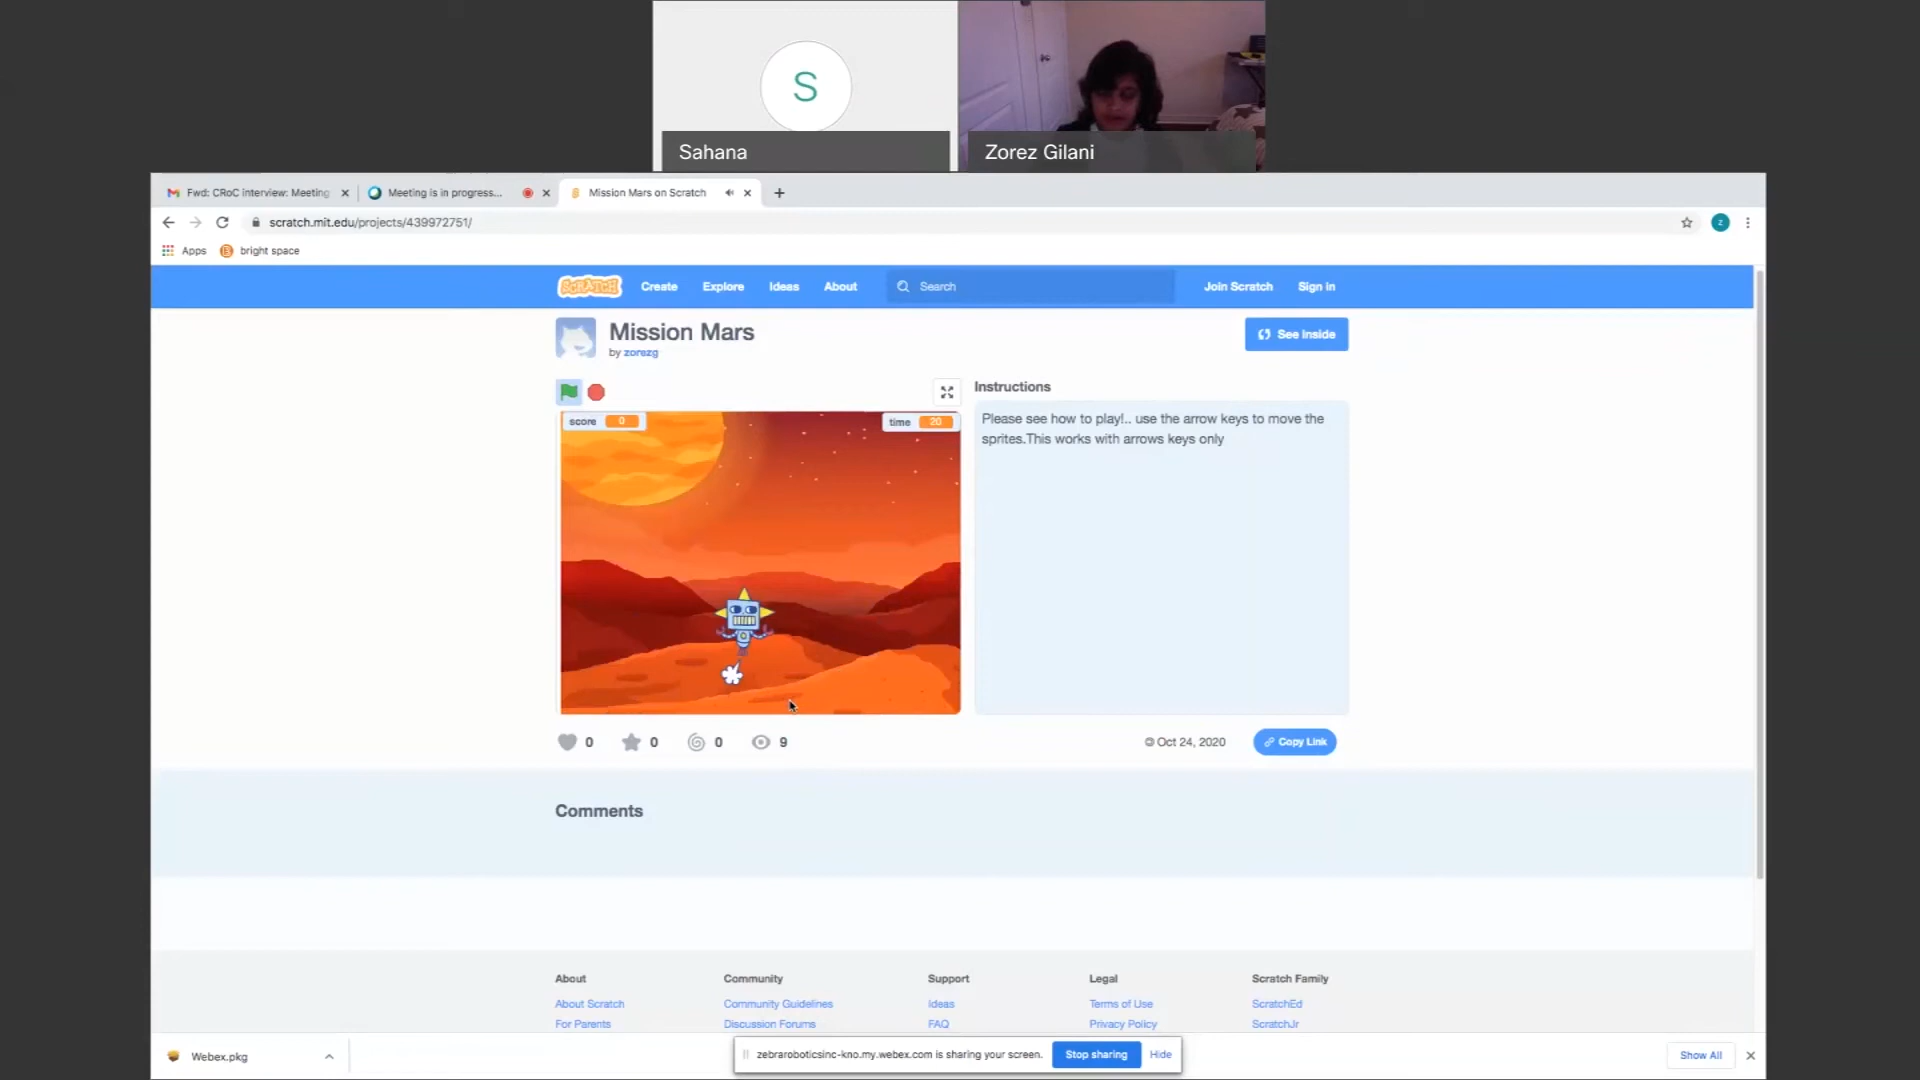 S
Sahana
Zorez Gilani
Fwd: CRoC interview: Meeting
Meeting is in progress...
Mission Mars on Scratch
scratch.mit.edu/projects/439972751/
z
Apps
bright space
SCRATCH
Create
Explore
Ideas
About
Search
Join Scratch
Sign in
Mission Mars
by zorezg
See inside
Instructions
score 0
time 20
Please see how to play!.. use the arrow keys to move the
sprites.This works with arrows keys only
0
0
0
9
© Oct 24, 2020
Copy Link
Comments
About
Community
Support
Legal
Scratch Family
About Scratch
Community Guidelines
Ideas
Terms of Use
ScratchEd
For Parents
Discussion Forums
FAQ
Privacy Policy
ScratchJr
Webex.pkg
zebraroboticsinc-kno.my.webex.com is sharing your screen.
Stop sharing
Hide
Show All